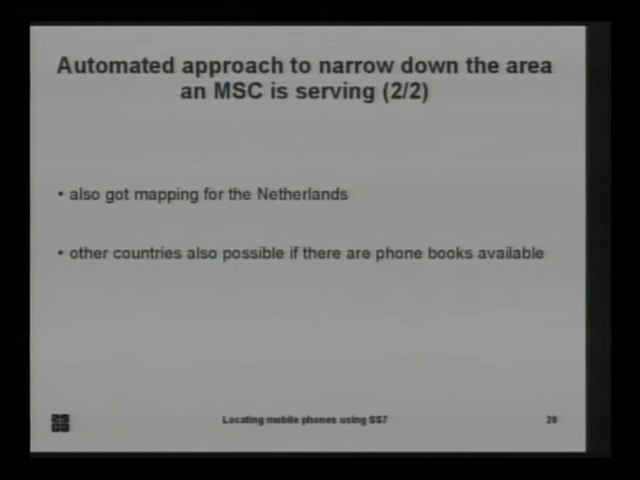 Automated approach to narrow down the area
an MSC is serving (2/2)
• also got mapping for the Netherlands
• other countries also possible if there are phone books available
Locating mobile phones using SS7
20